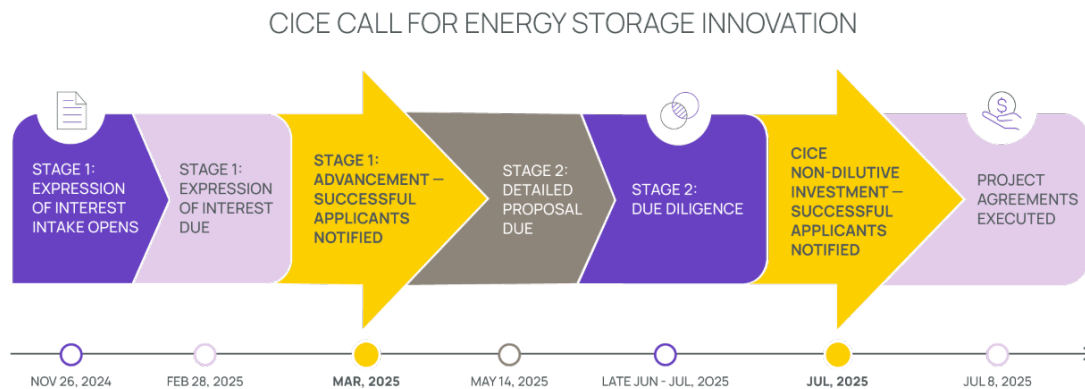 CICE CALL FOR ENERGY STORAGE INNOVATION
STAGE 1:
EXPRESSION
OF INTEREST
INTAKE OPENS
STAGE 1:
EXPRESSION
OF INTEREST
DUE
STAGE 1:
ADVANCEMENT —
SUCCESSFUL
APPLICANTS
NOTIFIED
STAGE 2:
DETAILED
PROPOSAL
DUE
STAGE 2:
DUE DILIGENCE
CICE
NON-DILUTIVE
INVESTMENT —
SUCCESSFUL
APPLICANTS
NOTIFIED
$
PROJECT
AGREEMENTS
EXECUTED
NOV 26, 2024
FEB 28, 2025
MAR, 2025
MAY 14, 2025
LATE JUN - JUL, 2025
JUL, 2025
JUL 8, 2025